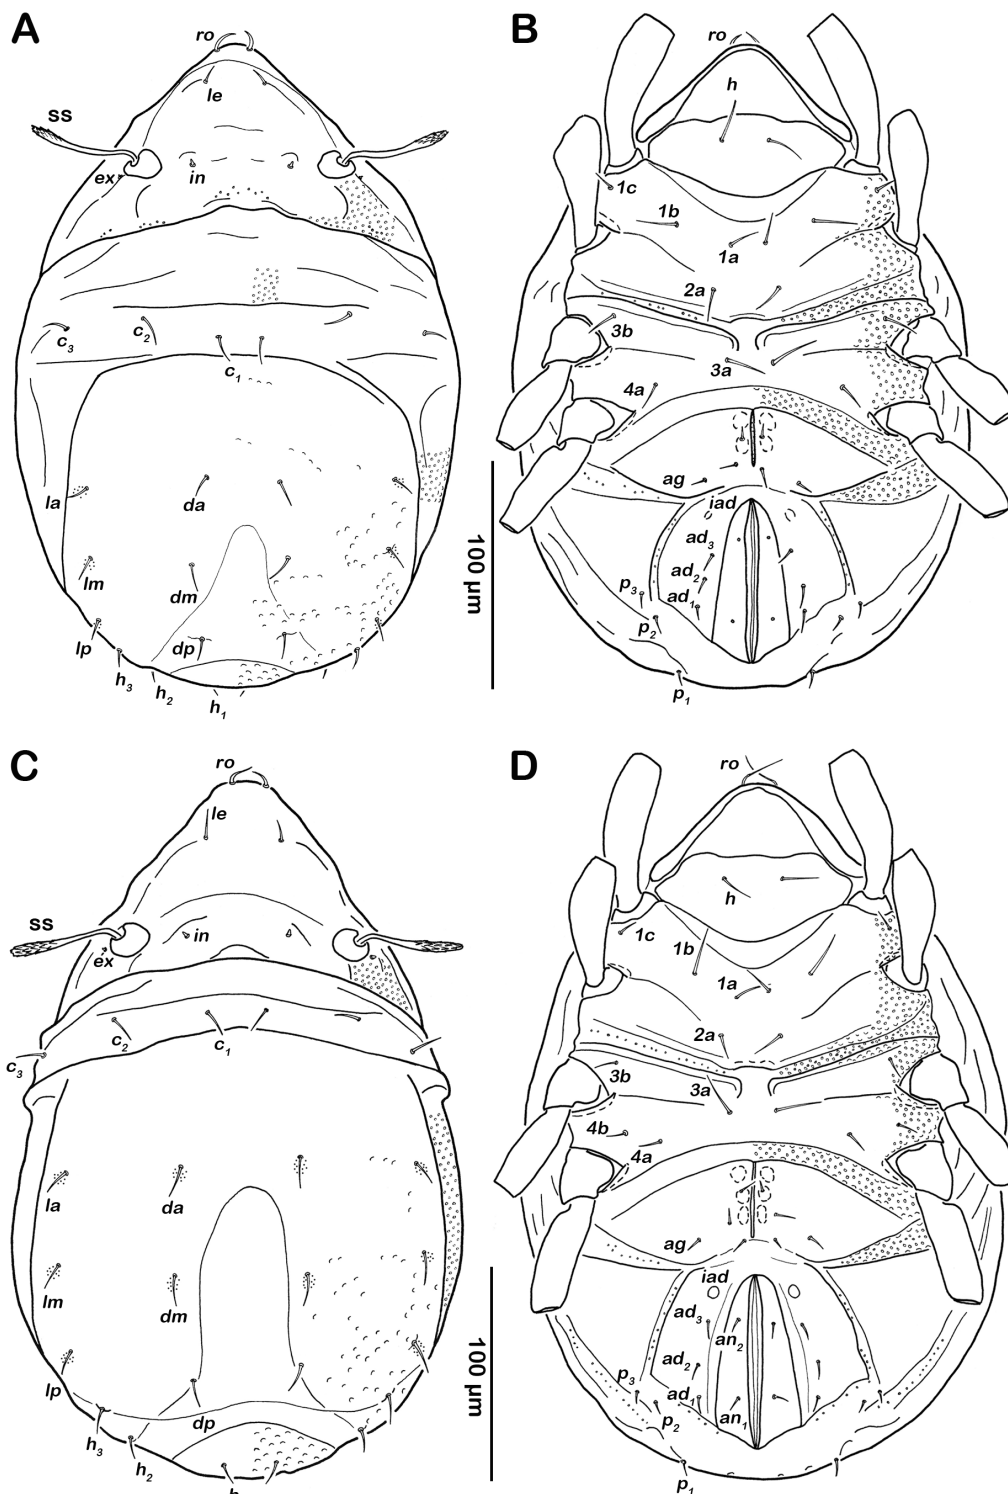 A
ro
le
ss
ex
in
c3
c2
c1
la
da
lm
dm
lp
dp
h3
h2
h1
100 µm
B
ro
h
1c
1b
1a
2a
3b
3a
4a
ag
iad
ad3
ad2
p3
ad1
p2
p1
C
ro
le
ss
in
ex
c3
c2
c1
la
da
lm
dm
lp
dp
h3
h2
100 µm
D
ro
h
1c
1b
1a
2a
3b
3a
4b
4a
ag
iad
ad3
an2
ad2
p3
ad1
an1
p2
p1